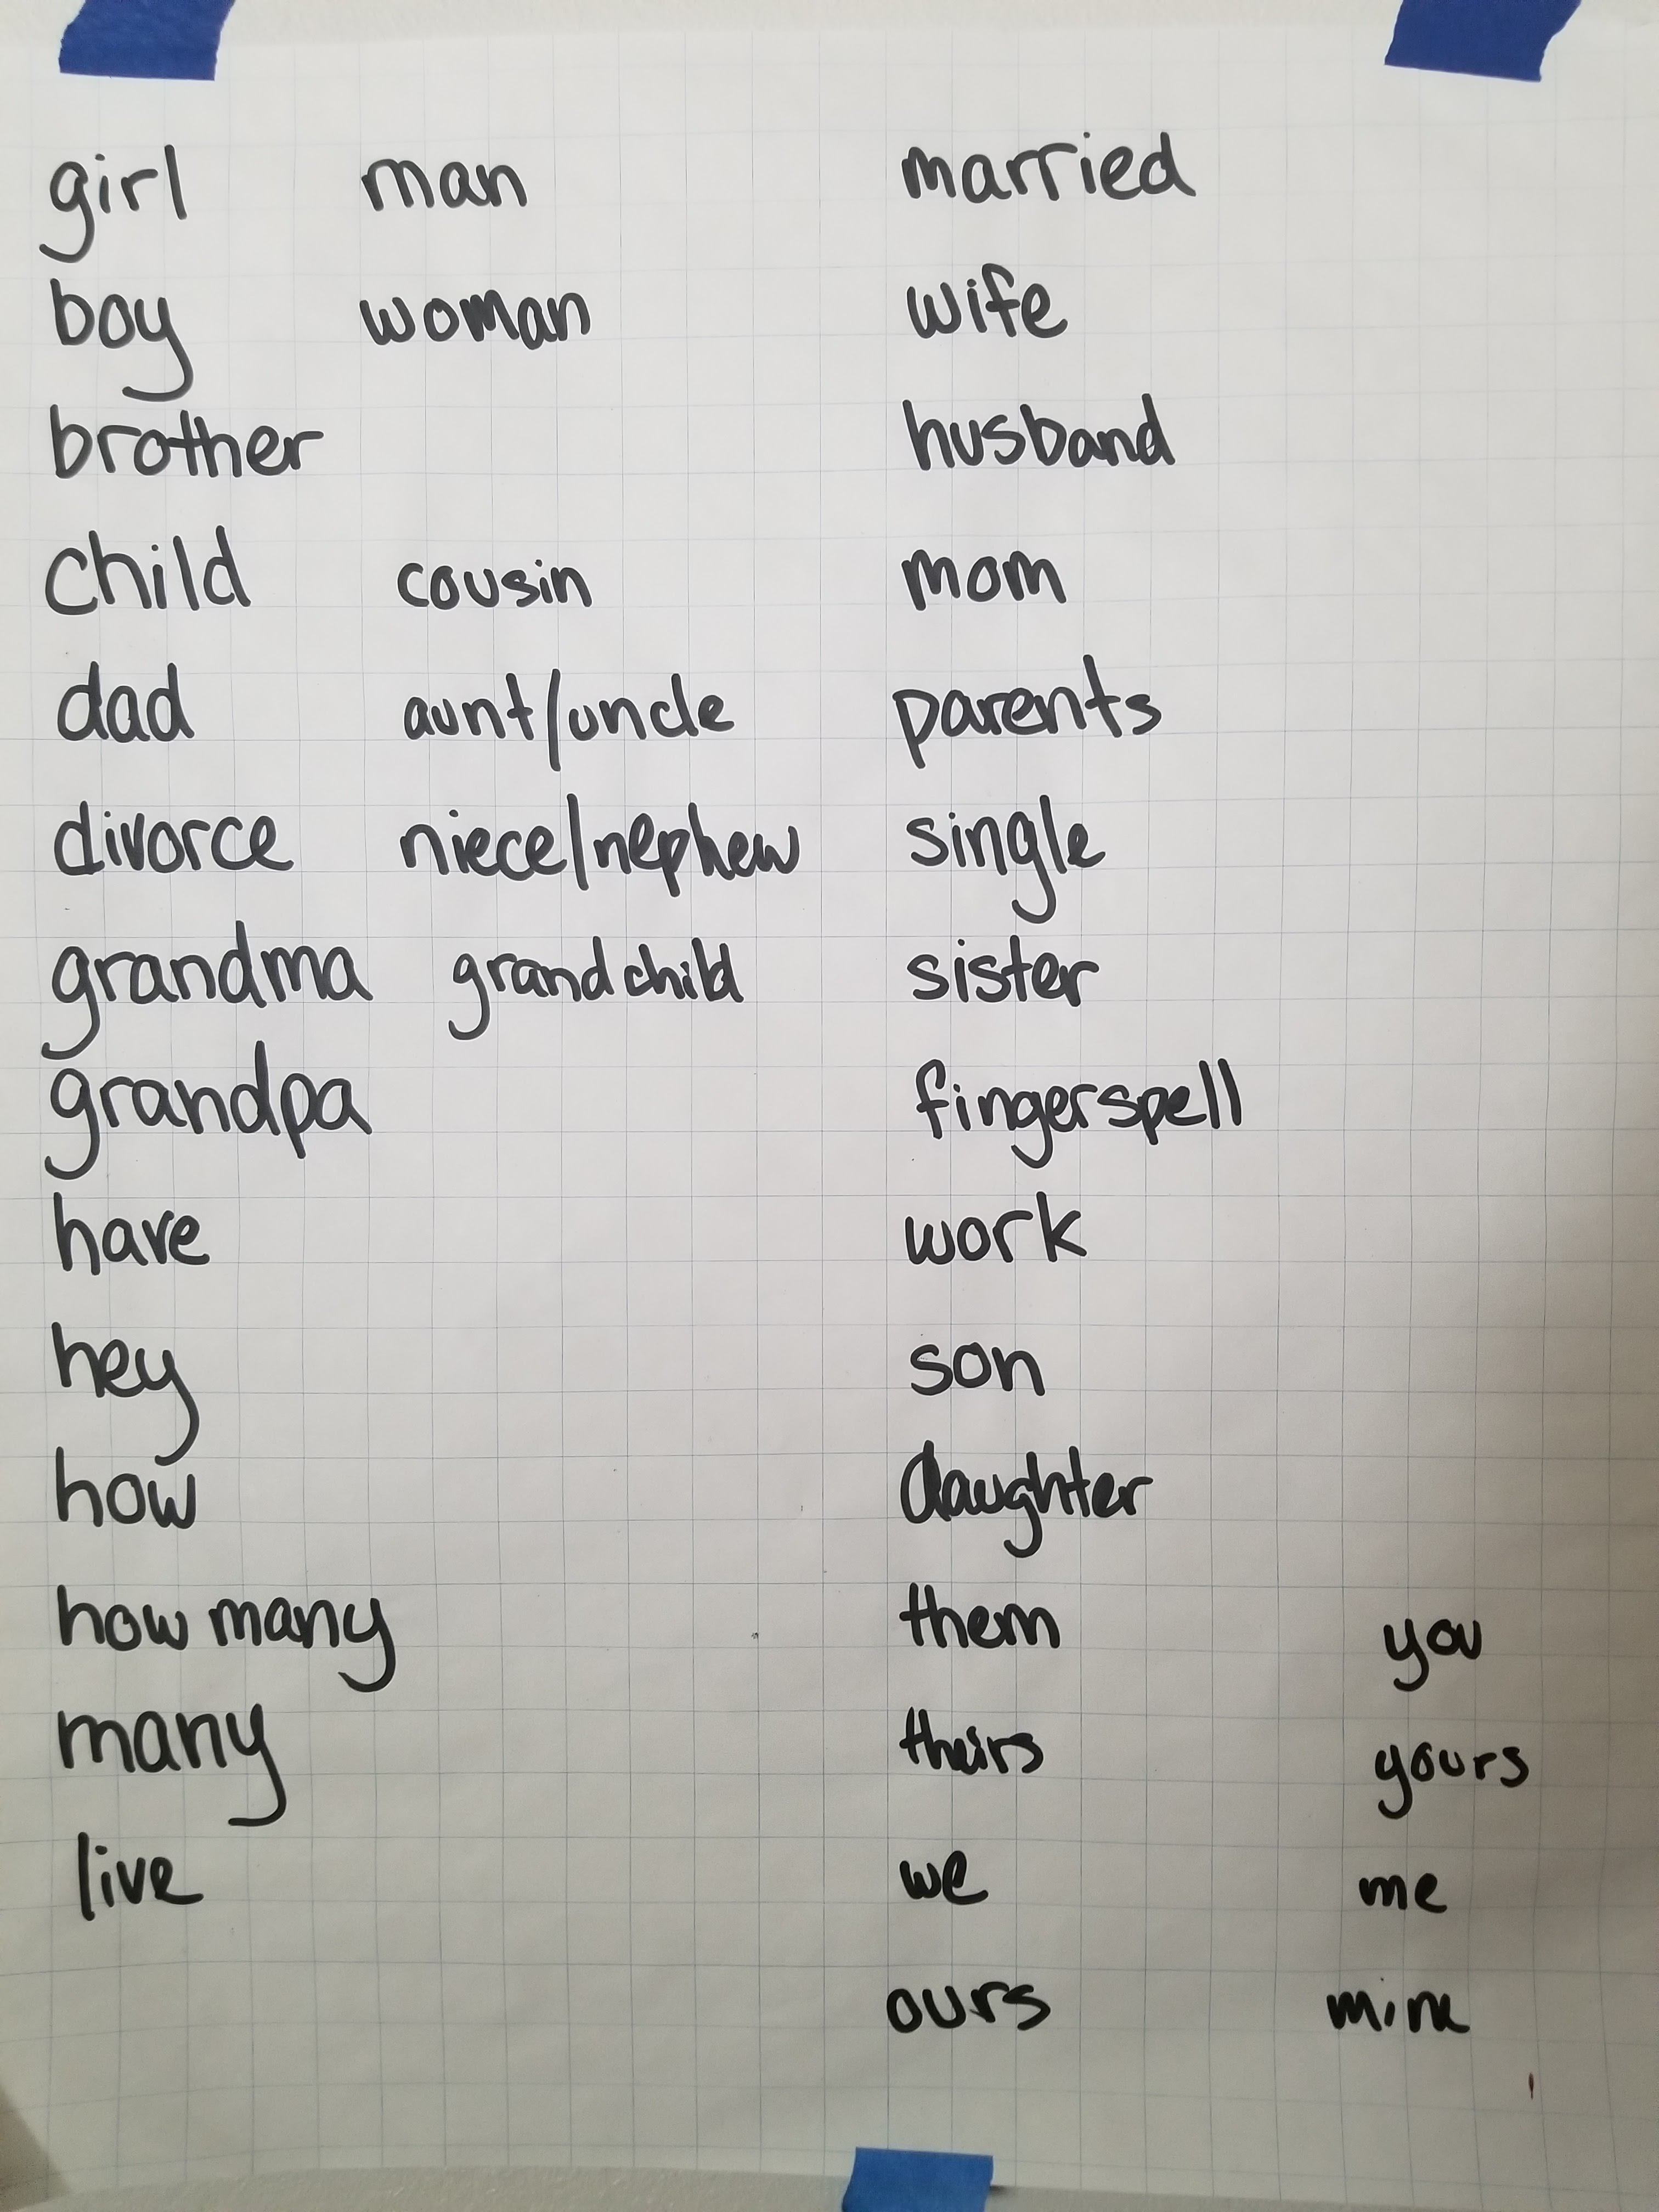 girl man married
boy woman wife
brother husband
child cousin mom
dad aunt/uncle parents
divorce niece/nephew single
grandma grandchild sister
grandpa fingerspell
have work
hey son
how daughter
how many them you
many theirs yours
live we me
ours mine